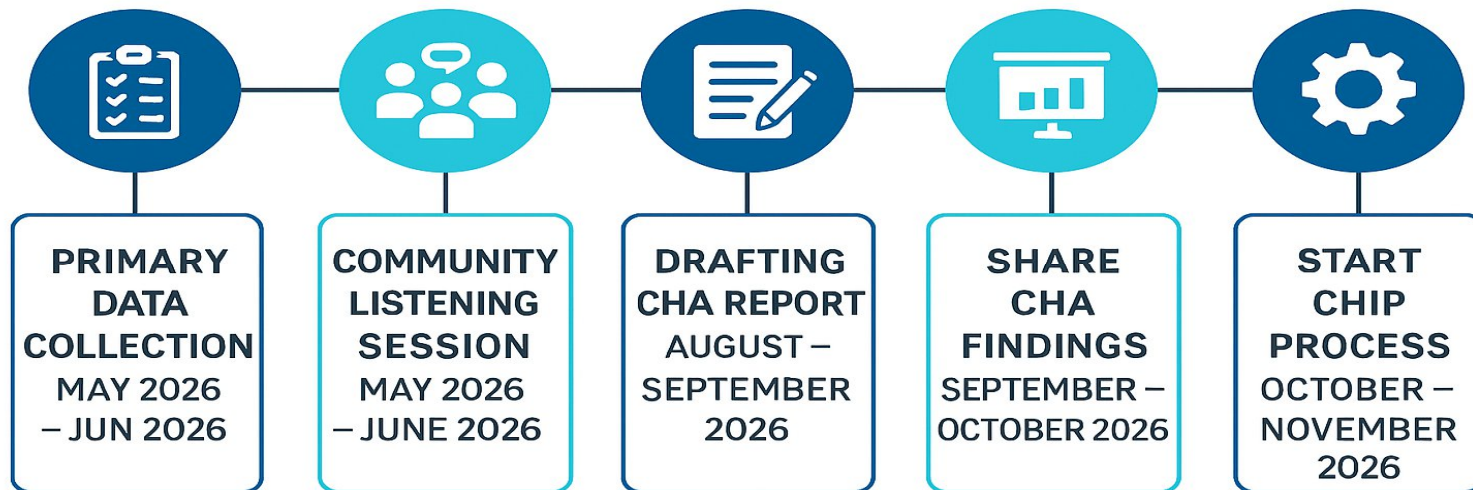 PRIMARY
DATA
COLLECTION
MAY 2026
– JUN 2026
COMMUNITY
LISTENING
SESSION
MAY 2026
– JUNE 2026
DRAFTING
CHA REPORT
AUGUST –
SEPTEMBER
2026
SHARE
CHA
FINDINGS
SEPTEMBER –
OCTOBER 2026
START
CHIP
PROCESS
OCTOBER –
NOVEMBER
2026